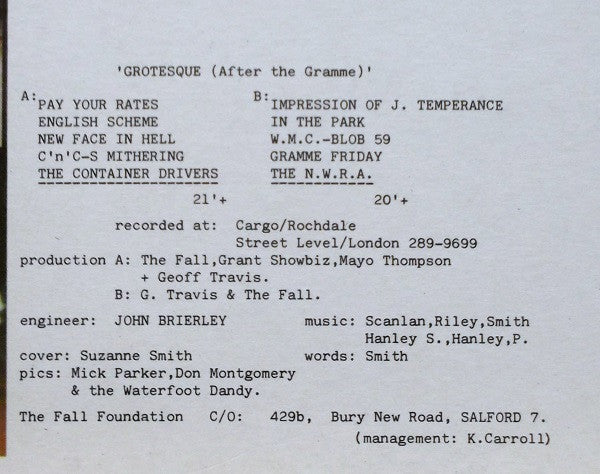 'GROTESQUE (After the Gramme)'
A: PAY YOUR RATES
ENGLISH SCHEME
NEW FACE IN HELL
C'n'C-S MITHERING
THE CONTAINER DRIVERS
21'+
B: IMPRESSION OF J. TEMPERANCE
IN THE PARK
W.M.C.-BLOB 59
GRAMME FRIDAY
THE N.W.R.A.
20'+
recorded at: Cargo/Rochdale
Street Level/London 289-9699
production A: The Fall,Grant Showbiz,Mayo Thompson
+ Geoff Travis.
B: G. Travis & The Fall.
engineer: JOHN BRIERLEY
music: Scanlan,Riley,Smith
Hanley S.,Hanley,P.
cover: Suzanne Smith
words: Smith
pics: Mick Parker,Don Montgomery
& the Waterfoot Dandy.
The Fall Foundation C/O: 429b, Bury New Road, SALFORD 7.
(management: K.Carroll)